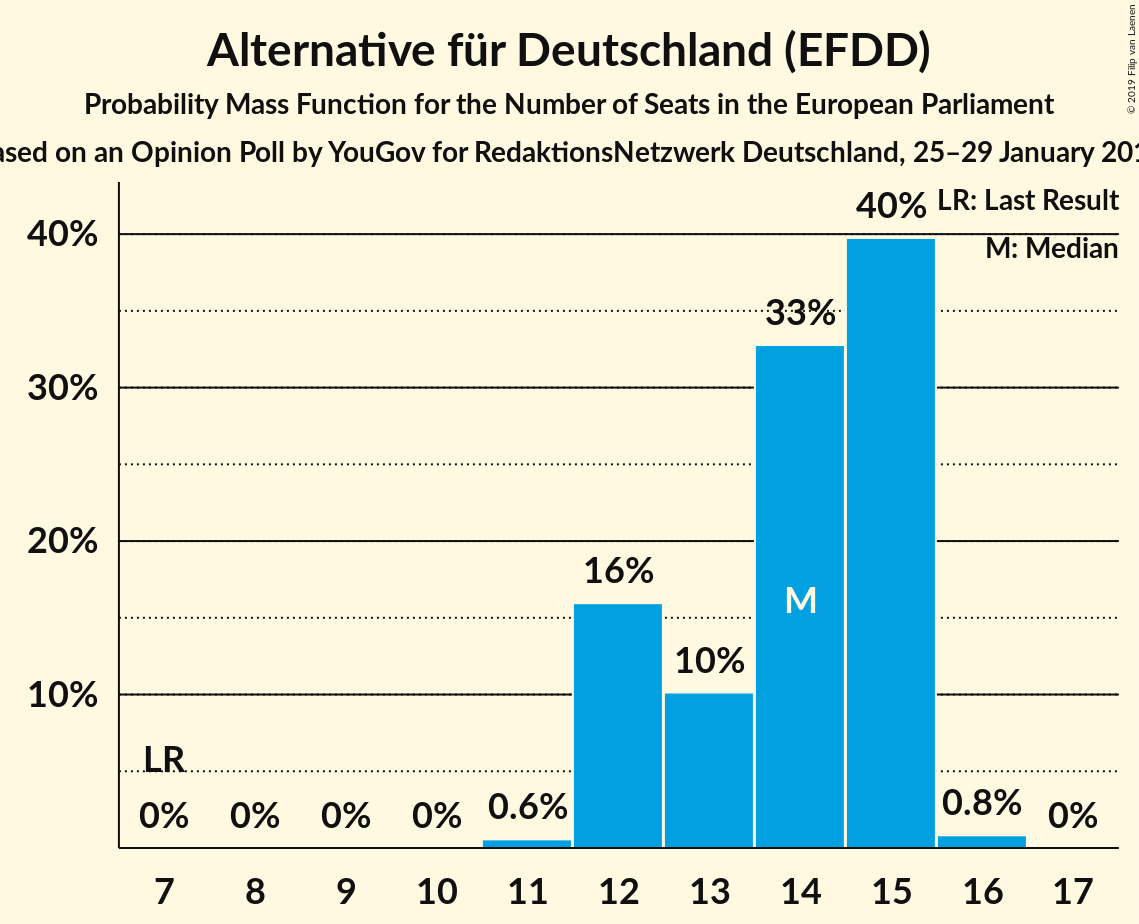 Alternative für Deutschland (EFDD)
Probability Mass Function for the Number of Seats in the European Parliament
on an Opinion Poll by YouGov for RedaktionsNetzwerk Deutschland, 25–29 January
© 2019 Filip van Laenen
LR: Last Result
M: Median
40%
30%
20%
10%
LR
0%
0%
0%
0%
0.6%
16%
10%
33%
M
40%
0.8%
0%
7 8 9 10 11 12 13 14 15 16 17